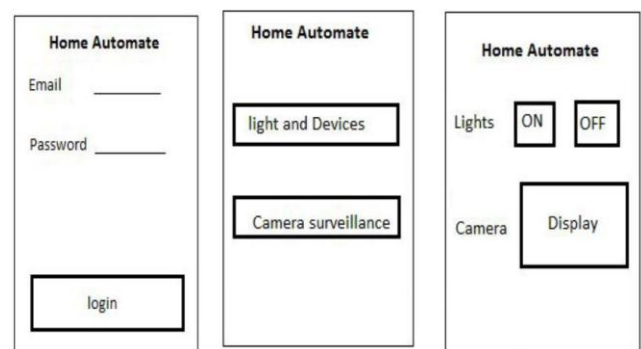 Home Automate
Email
Password
login
Home Automate
light and Devices
Camera surveillance
Home Automate
Lights ON OFF
Camera Display